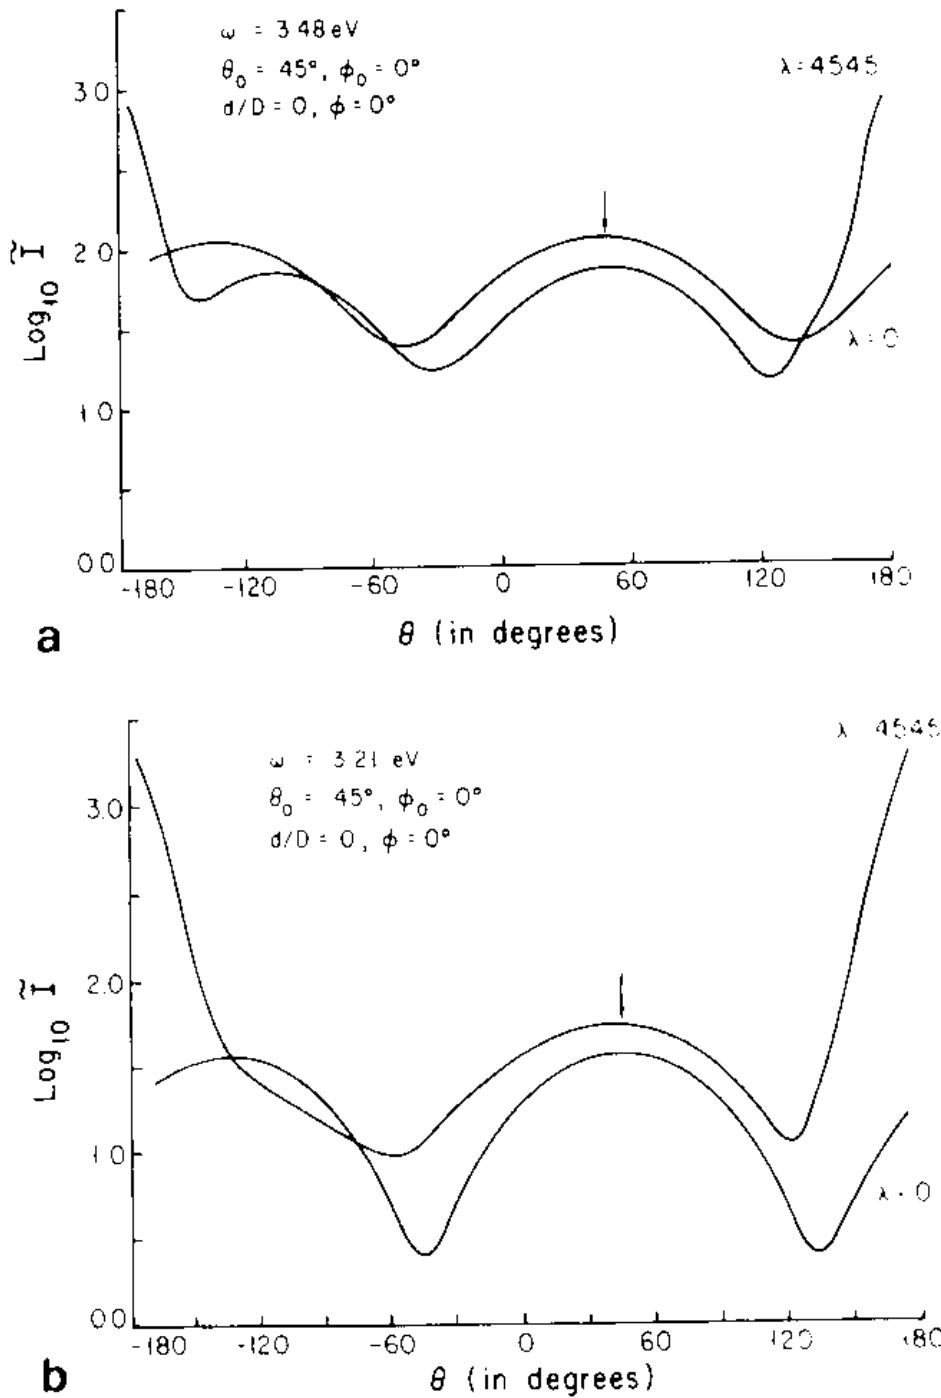 ω = 3.48 eV
θ₀ = 45°, ϕ₀ = 0°
d/D = 0, ϕ = 0°
λ = 4545
3.0
2.0
1.0
0.0
Log₁₀ Ĩ
λ = 0
-180 -120 -60 0 60 120 180
θ (in degrees)
a
ω = 3.21 eV
θ₀ = 45°, ϕ₀ = 0°
d/D = 0, ϕ = 0°
λ 4545
3.0
2.0
1.0
0.0
Log₁₀ Ĩ
λ = 0
-180 -120 -60 0 60 120 180
θ (in degrees)
b